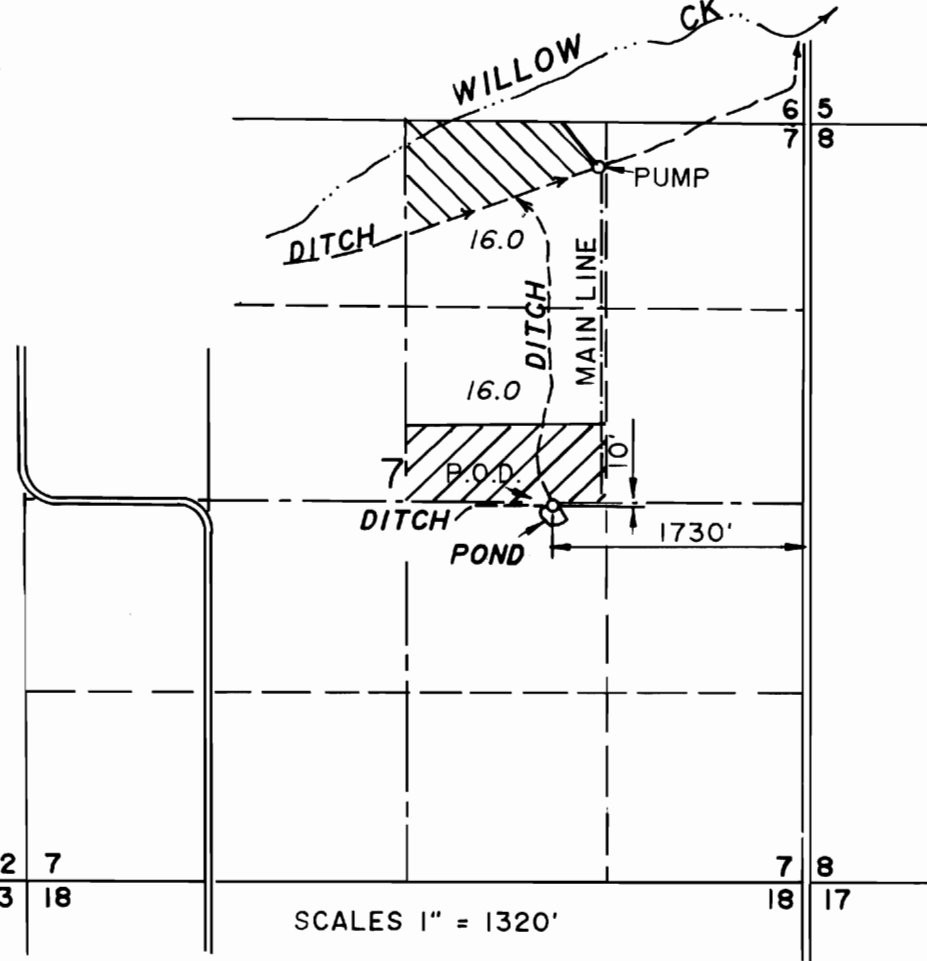 WILLOW CK
6 5
7 8
PUMP
DITCH
16.0
DITCH
MAIN LINE
16.0
10'
7
P.O.D.
DITCH
1730'
POND
2 7
3 18
7 8
18 17
SCALES 1" = 1320'